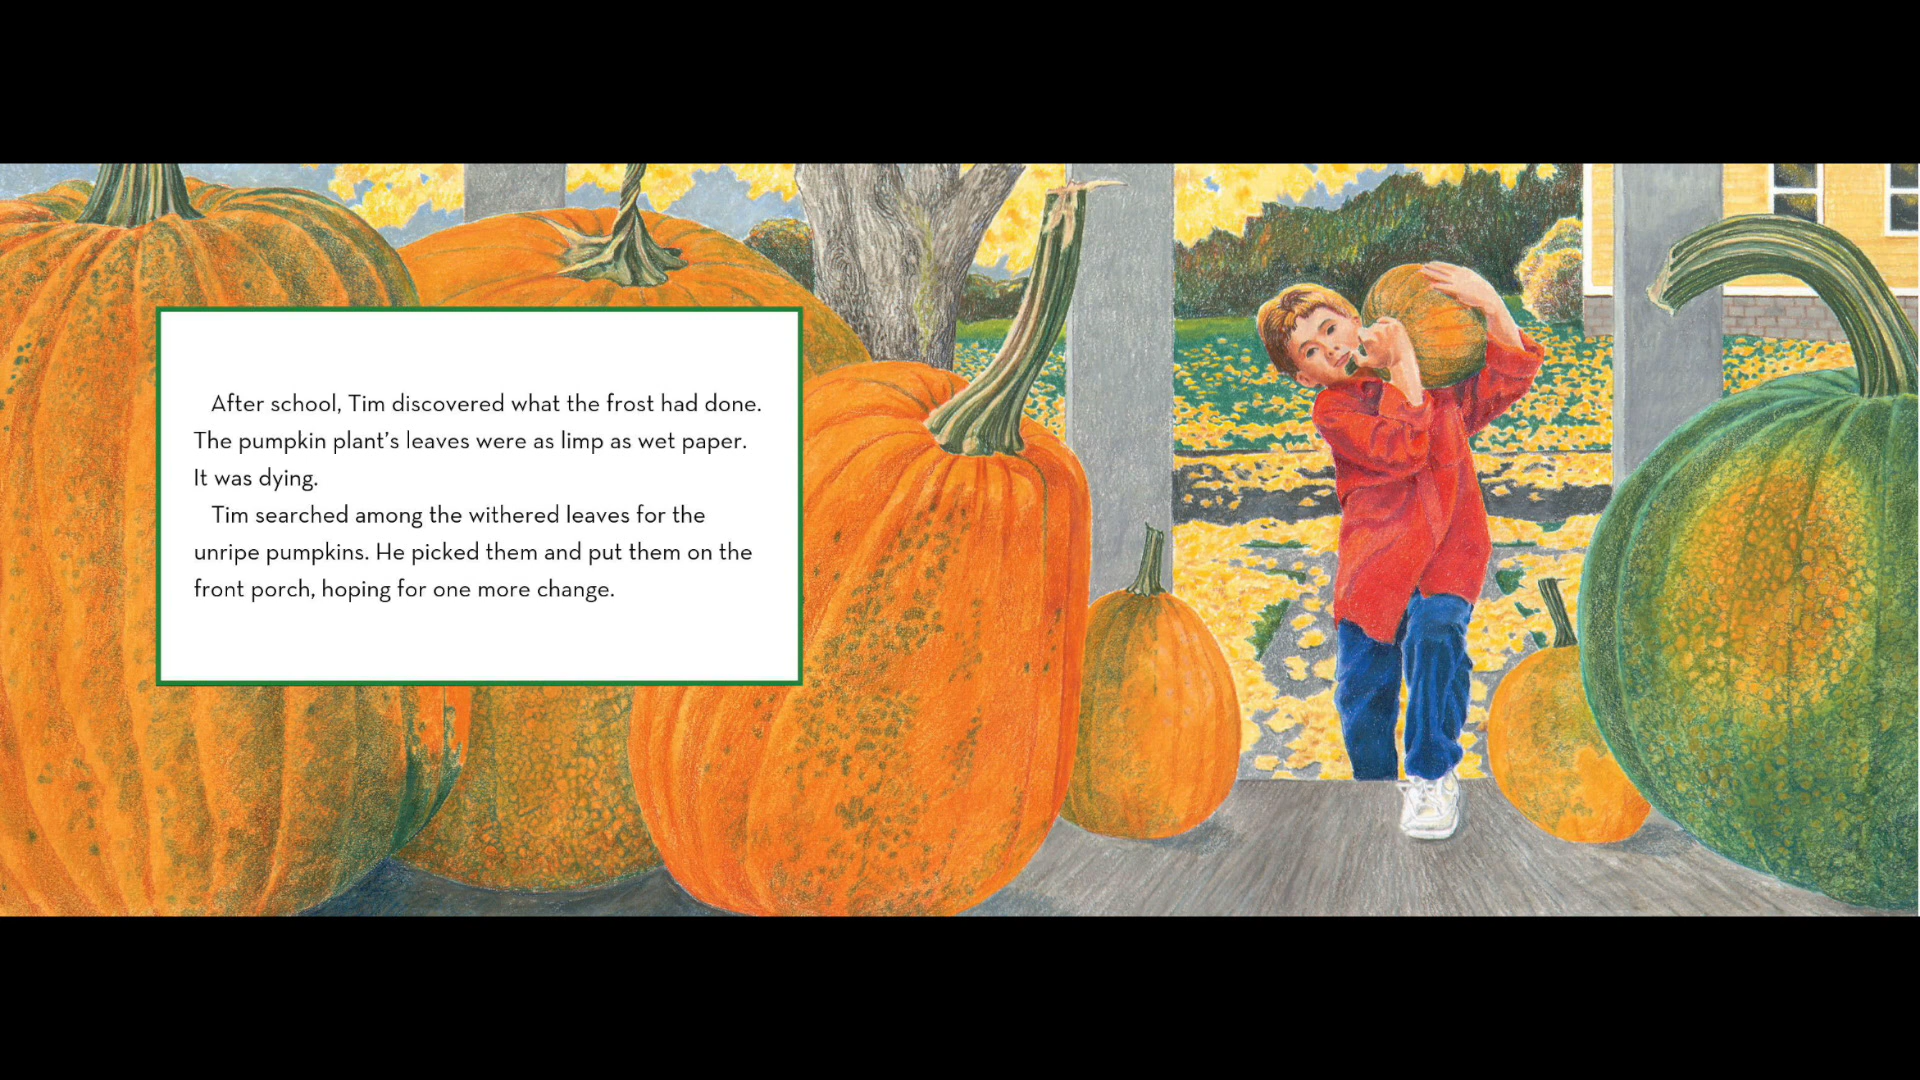 After school, Tim discovered what the frost had done.
The pumpkin plant’s leaves were as limp as wet paper.
It was dying.
Tim searched among the withered leaves for the
unripe pumpkins. He picked them and put them on the
front porch, hoping for one more change.